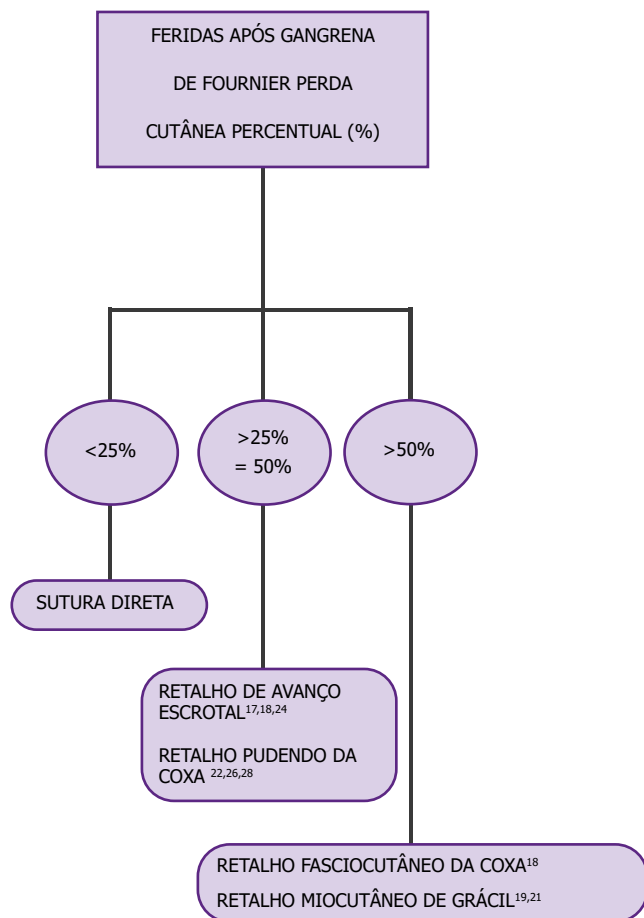 FERIDAS APÓS GANGRENA
DE FOURNIER PERDA
CUTÂNEA PERCENTUAL (%)
<25%
>25%
= 50%
>50%
SUTURA DIRETA
RETALHO DE AVANÇO
ESCROTAL17,18,24
RETALHO PUDENDO DA
COXA 22,26,28
RETALHO FASCIOCUTÂNEO DA COXA18
RETALHO MIOCUTÂNEO DE GRÁCIL19,21